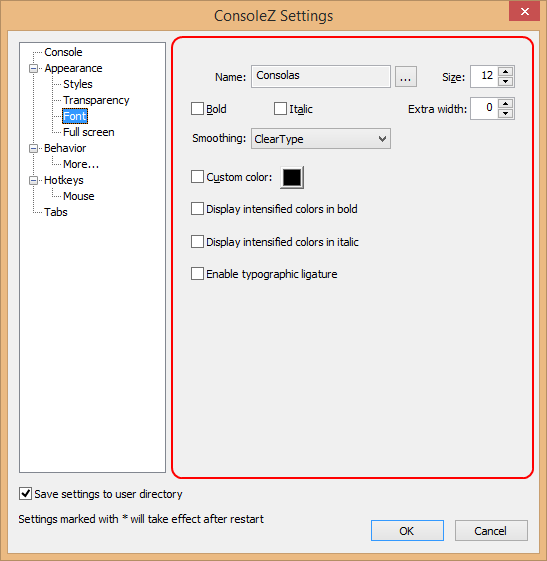 ConsoleZ Settings
Console
Appearance
Styles
Transparency
Font
Full screen
Behavior
More...
Hotkeys
Mouse
Tabs
Name: Consolas ... Size: 12
Bold Italic Extra width: 0
Smoothing: ClearType
Custom color:
Display intensified colors in bold
Display intensified colors in italic
Enable typographic ligature
Save settings to user directory
Settings marked with * will take effect after restart
OK Cancel